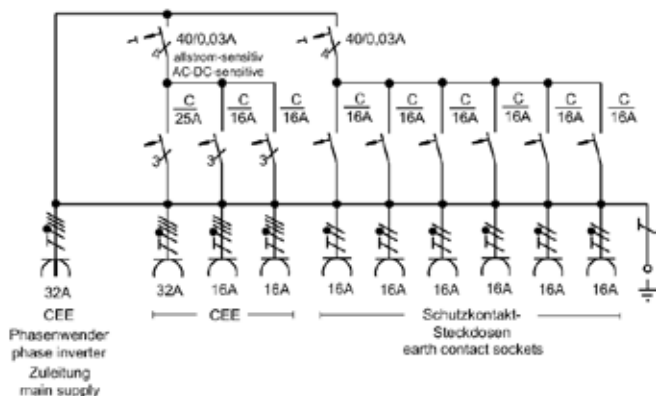 40/0,03A
allstrom-sensitiv
AC-DC-sensitive
40/0,03A
C
25A
C
16A
C
16A
C
16A
C
16A
C
16A
C
16A
C
16A
C
16A
4
4
3
3
3
32A
32A
16A
16A
16A
16A
16A
16A
16A
16A
CEE
Phasenwender
phase inverter
Zuleitung
main supply
CEE
Schutzkontakt-
Steckdosen
earth contact sockets